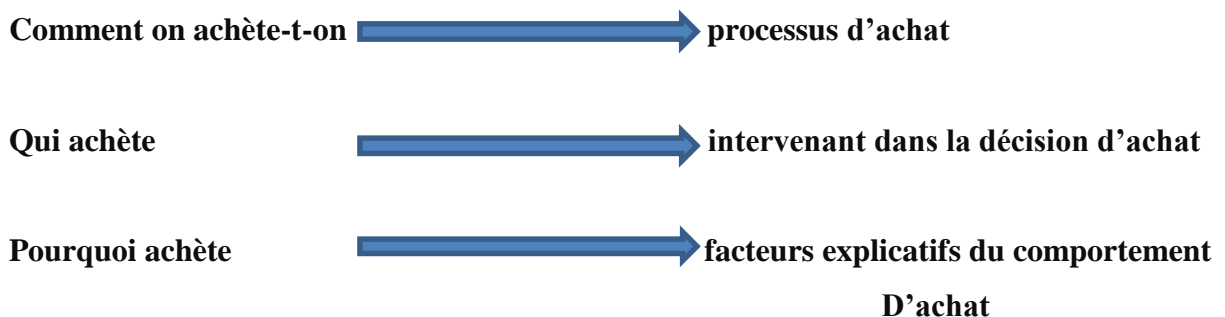 Comment on achète-t-on processus d’achat
Qui achète intervenant dans la décision d’achat
Pourquoi achète facteurs explicatifs du comportement
D’achat